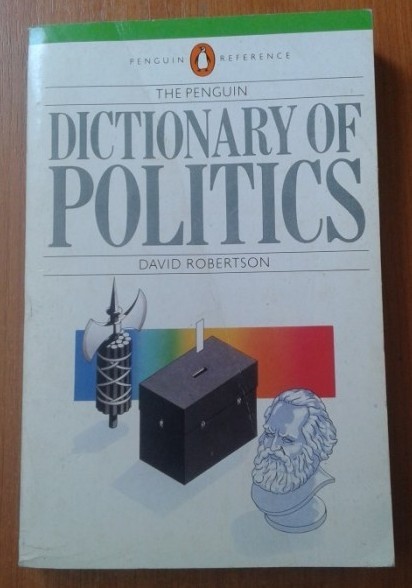 PENGUIN REFERENCE
THE PENGUIN
DICTIONARY OF
POLITICS
DAVID ROBERTSON